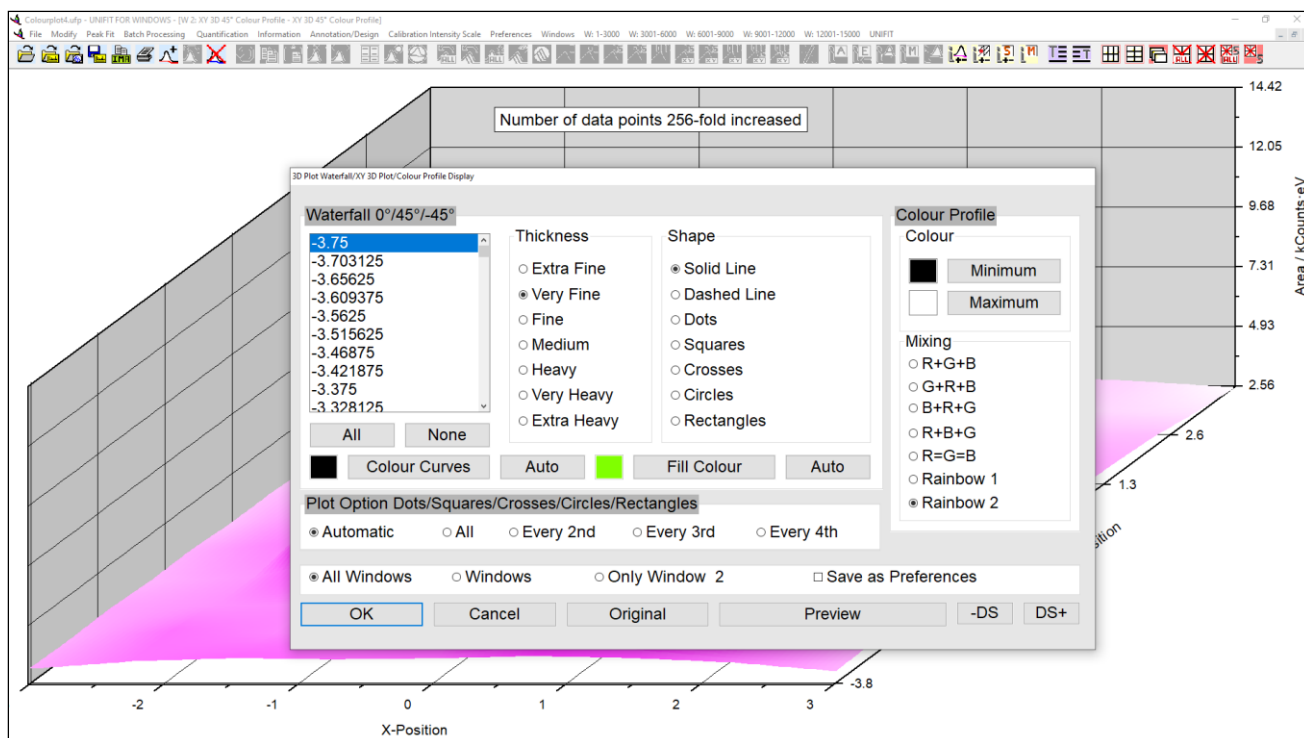 Colourplot4.ufp - UNIFIT FOR WINDOWS - [W 2: XY 3D 45° Colour Profile - XY 3D 45° Colour Profile]
File Modify Peak Fit Batch Processing Quantification Information Annotation/Design Calibration Intensity Scale Preferences Windows W: 1-3000 W: 3001-6000 W: 6001-9000 W: 9001-12000 W: 12001-15000 UNIFIT
Number of data points 256-fold increased
3D Plot Waterfall/XY 3D Plot/Colour Profile Display
Waterfall 0°/45°/-45°
-3.75
-3.703125
-3.65625
-3.609375
-3.5625
-3.515625
-3.46875
-3.421875
-3.375
-3.328125
All None
Thickness
Extra Fine
Very Fine
Fine
Medium
Heavy
Very Heavy
Extra Heavy
Shape
Solid Line
Dashed Line
Dots
Squares
Crosses
Circles
Rectangles
Colour Curves Auto Fill Colour Auto
Colour Profile
Colour
Minimum
Maximum
Mixing
R+G+B
G+R+B
B+R+G
R+B+G
R=G=B
Rainbow 1
Rainbow 2
Plot Option Dots/Squares/Crosses/Circles/Rectangles
Automatic All Every 2nd Every 3rd Every 4th
All Windows Windows Only Window 2 Save as Preferences
OK Cancel Original Preview -DS DS+
14.42
12.05
9.68
7.31
4.93
2.56
Area / kCounts·eV
2.6
1.3
-3.8
-2 -1 0 1 2 3
X-Position